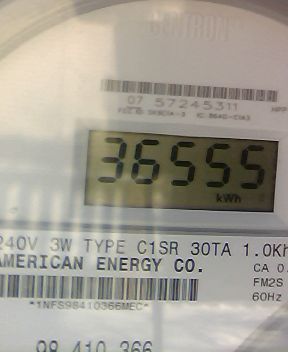 CENTRON
07 57245311
36555
kWh
240V 3W TYPE C1SR 30TA 1.0Kh
AMERICAN ENERGY CO.
CA 0.
FM2S
60Hz
*1NFS98410366MEC*
98 410 366